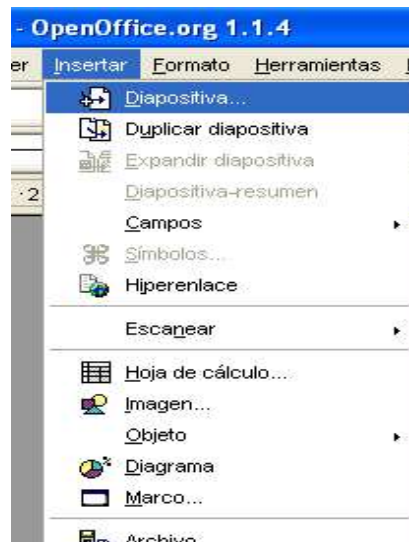 - OpenOffice.org 1.1.4
er Insertar Formato Herramientas
Diapositiva...
Duplicar diapositiva
Expandir diapositiva
·2
Diapositiva-resumen
Campos
Símbolos...
Hiperenlace
Escanear
Hoja de cálculo...
Imagen...
Objeto
Diagrama
Marco...
Archivo